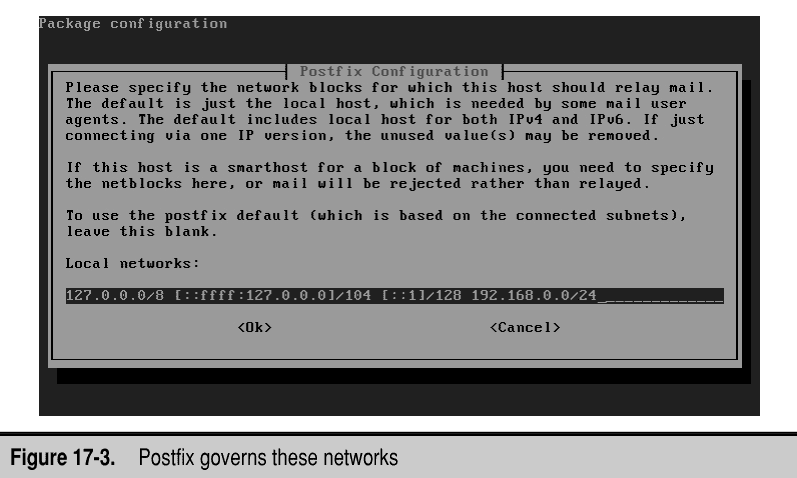 Package configuration
Postfix Configuration
Please specify the network blocks for which this host should relay mail.
The default is just the local host, which is needed by some mail user
agents. The default includes local host for both IPv4 and IPv6. If just
connecting via one IP version, the unused value(s) may be removed.
If this host is a smarthost for a block of machines, you need to specify
the netblocks here, or mail will be rejected rather than relayed.
To use the postfix default (which is based on the connected subnets),
leave this blank.
Local networks:
127.0.0.0/8 [::ffff:127.0.0.0]/104 [::1]/128 192.168.0.0/24_____________
<Ok> <Cancel>
Figure 17-3. Postfix governs these networks